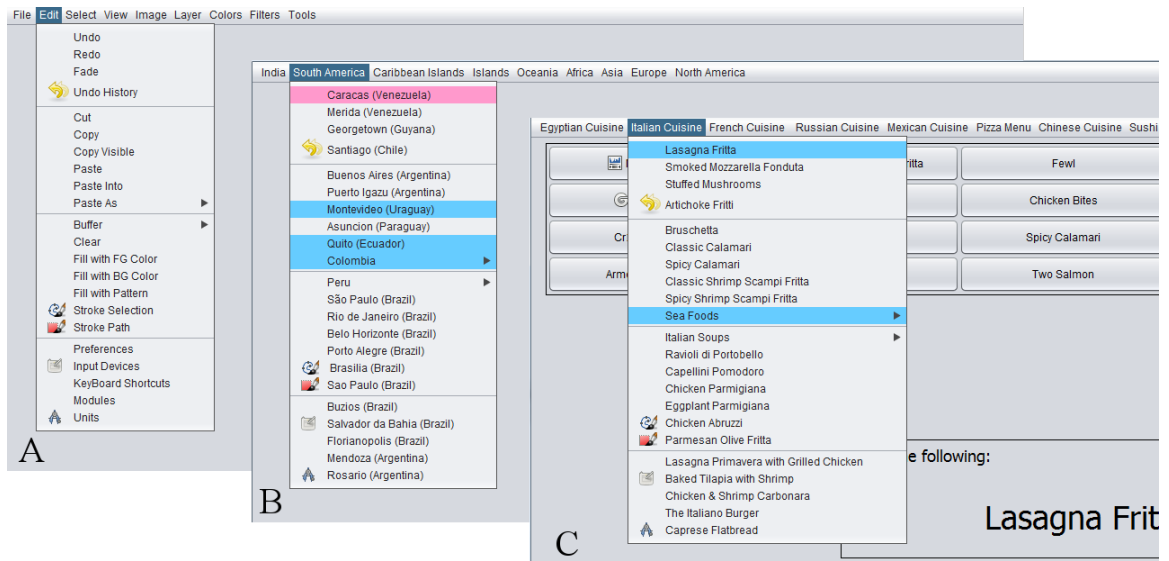 File Edit Select View Image Layer Colors Filters Tools
Undo
Redo
Fade
Undo History
Cut
Copy
Copy Visible
Paste
Paste Into
Paste As
Buffer
Clear
Fill with FG Color
Fill with BG Color
Fill with Pattern
Stroke Selection
Stroke Path
Preferences
Input Devices
KeyBoard Shortcuts
Modules
Units
A
India South America Caribbean Islands Islands Oceania Africa Asia Europe North America
Caracas (Venezuela)
Merida (Venezuela)
Georgetown (Guyana)
Santiago (Chile)
Buenos Aires (Argentina)
Puerto Igazu (Argentina)
Montevideo (Uraguay)
Asuncion (Paraguay)
Quito (Ecuador)
Colombia
Peru
São Paulo (Brazil)
Rio de Janeiro (Brazil)
Belo Horizonte (Brazil)
Porto Alegre (Brazil)
Brasilia (Brazil)
Sao Paulo (Brazil)
Buzios (Brazil)
Salvador da Bahia (Brazil)
Florianopolis (Brazil)
Mendoza (Argentina)
Rosario (Argentina)
B
Egyptian Cuisine Italian Cuisine French Cuisine Russian Cuisine Mexican Cuisine Pizza Menu Chinese Cuisine Sushi
Lasagna Fritta
Smoked Mozzarella Fonduta
Stuffed Mushrooms
Artichoke Fritti
Bruschetta
Classic Calamari
Spicy Calamari
Classic Shrimp Scampi Fritta
Spicy Shrimp Scampi Fritta
Sea Foods
Italian Soups
Ravioli di Portobello
Capellini Pomodoro
Chicken Parmigiana
Eggplant Parmigiana
Chicken Abruzzi
Parmesan Olive Fritta
Lasagna Primavera with Grilled Chicken
Baked Tilapia with Shrimp
Chicken & Shrimp Carbonara
The Italiano Burger
Caprese Flatbread
Fewl
Chicken Bites
Spicy Calamari
Two Salmon
following:
Lasagna Frit
C